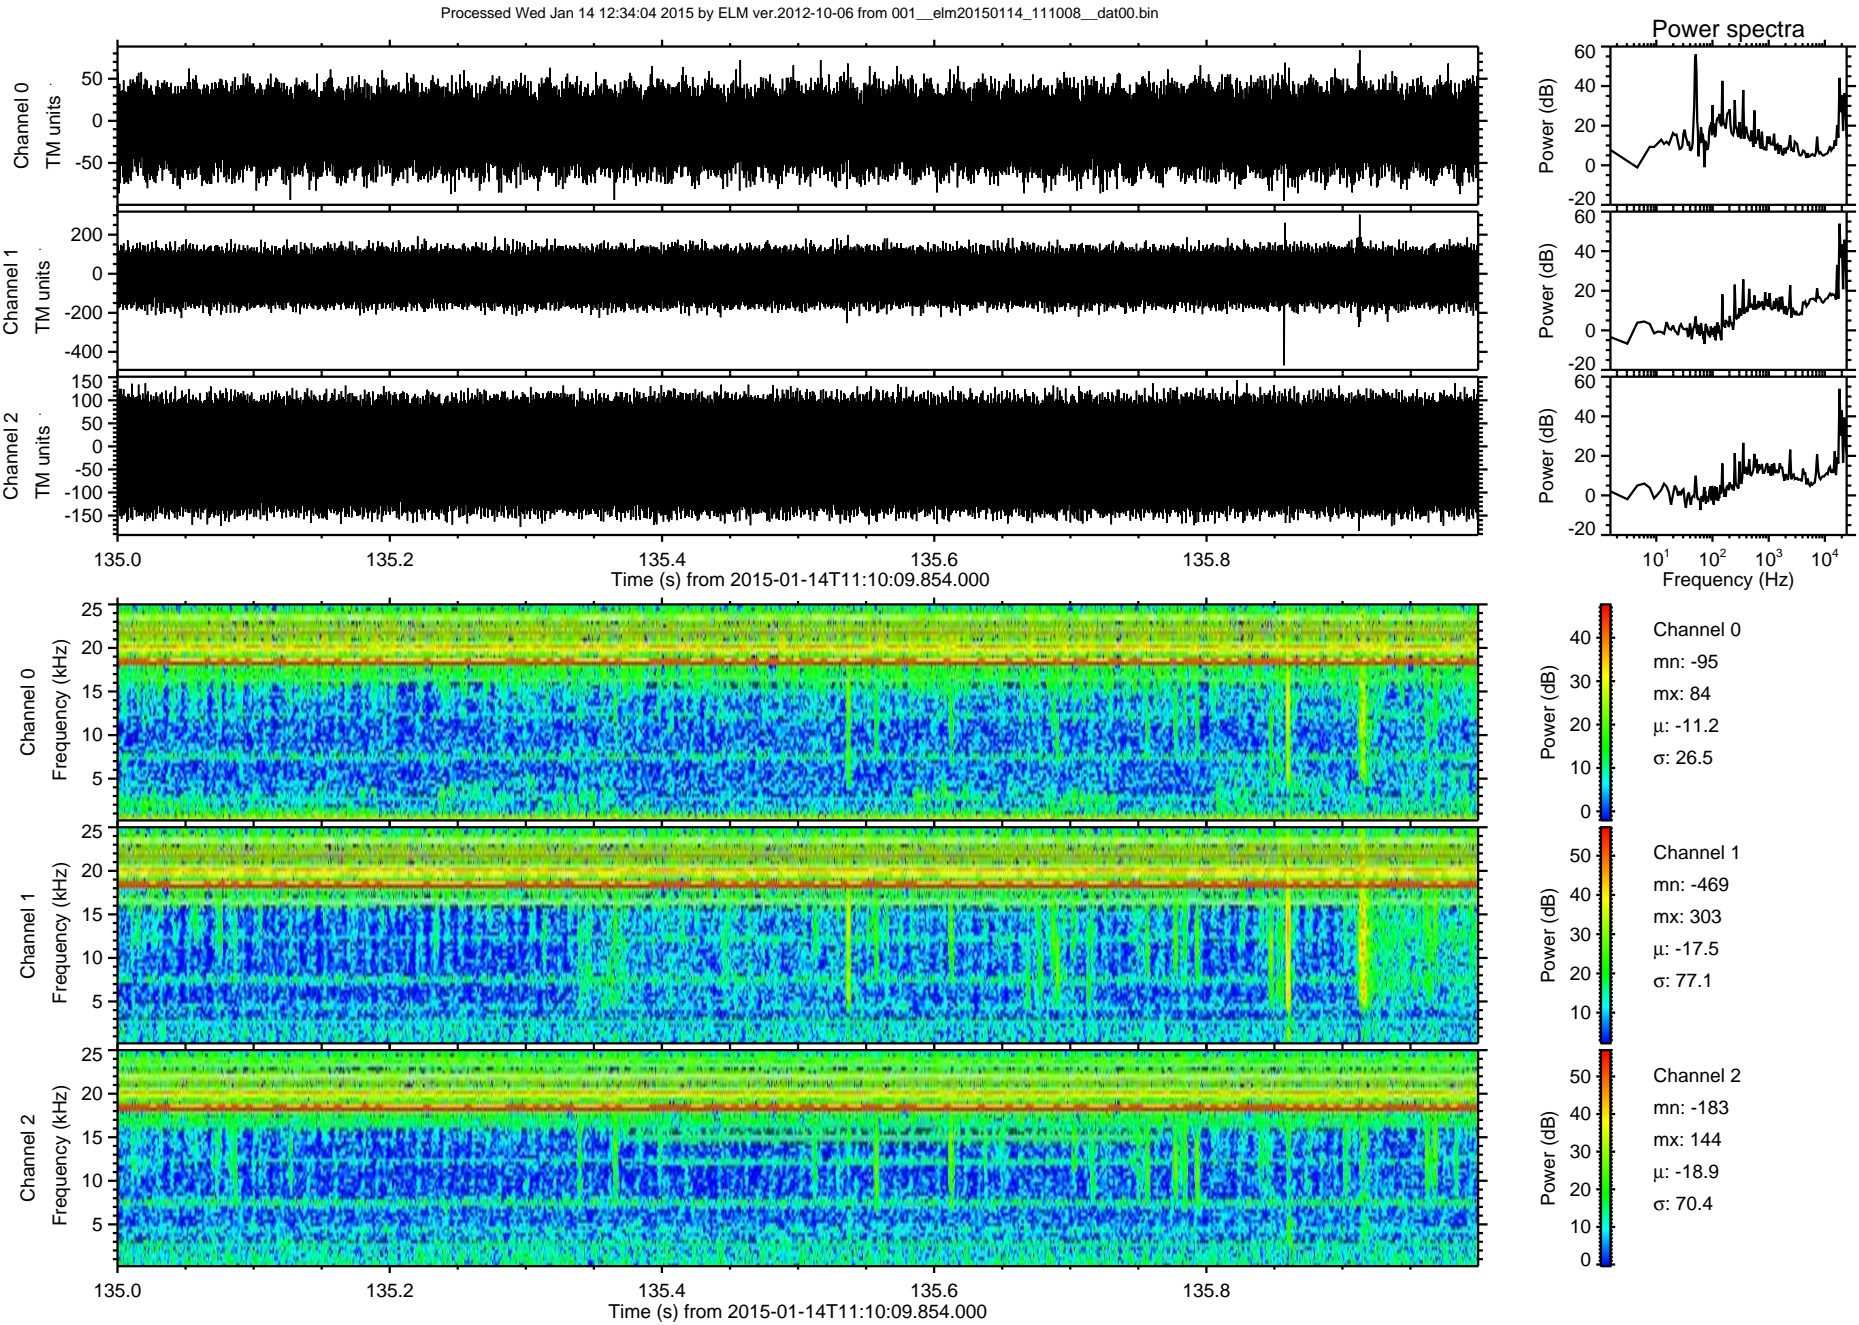 Processed Wed Jan 14 12:34:04 2015 by ELM ver.2012-10-06 from 001__elm20150114_111008__dat00.bin
Power spectra
Channel 0
TM units
50
0
-50
Power (dB)
60
40
20
0
-20
Channel 1
TM units
200
0
-200
-400
Power (dB)
60
40
20
0
-20
Channel 2
TM units
150
100
50
0
-50
-100
-150
Power (dB)
60
40
20
0
-20
135.0 135.2 135.4 135.6 135.8
Time (s) from 2015-01-14T11:10:09.854.000
10¹ 10² 10³ 10⁴
Frequency (Hz)
Channel 0
Frequency (kHz)
25
20
15
10
5
Power (dB)
40
30
20
10
0
Channel 0
mn: -95
mx: 84
μ: -11.2
σ: 26.5
Channel 1
Frequency (kHz)
25
20
15
10
5
Power (dB)
50
40
30
20
10
Channel 1
mn: -469
mx: 303
μ: -17.5
σ: 77.1
Channel 2
Frequency (kHz)
25
20
15
10
5
Power (dB)
50
40
30
20
10
0
Channel 2
mn: -183
mx: 144
μ: -18.9
σ: 70.4
135.0 135.2 135.4 135.6 135.8
Time (s) from 2015-01-14T11:10:09.854.000